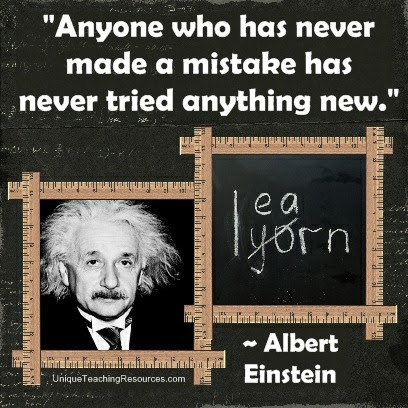 "Anyone who has never
made a mistake has
never tried anything new."
ea
lyorn
~ Albert
Einstein
UniqueTeachingResources.com